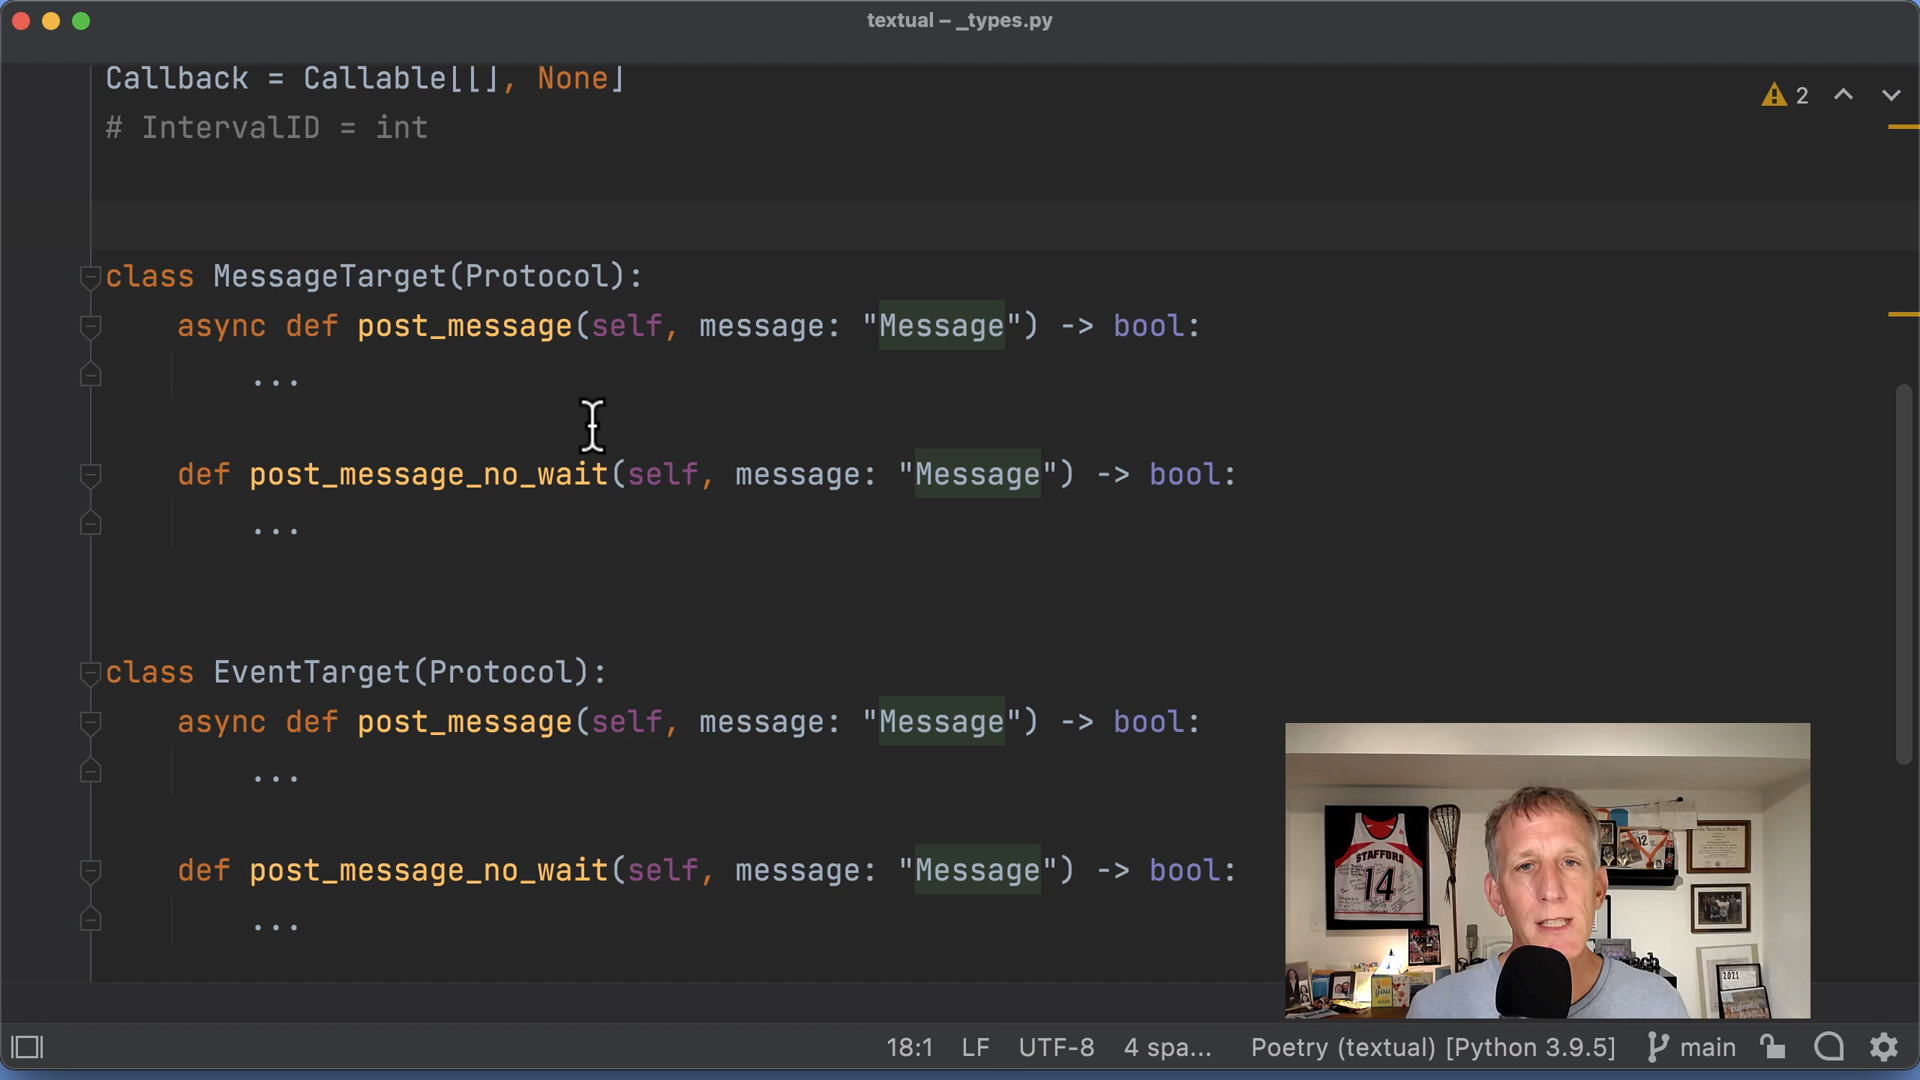 textual – _types.py
Callback = Callable[[], None]
2
# IntervalID = int
class MessageTarget(Protocol):
async def post_message(self, message: "Message") -> bool:
...
def post_message_no_wait(self, message: "Message") -> bool:
...
class EventTarget(Protocol):
async def post_message(self, message: "Message") -> bool:
...
def post_message_no_wait(self, message: "Message") -> bool:
...
STAFFORD
14
2021
you
18:1 LF UTF-8 4 spa... Poetry (textual) [Python 3.9.5] main